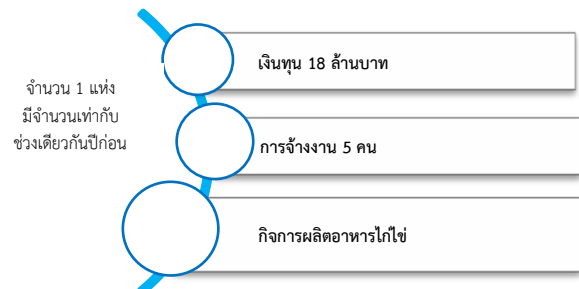 จำนวน 1 แห่ง
มีจำนวนเท่ากับ
ช่วงเดียวกันปีก่อน
เงินทุน 18 ล้านบาท
การจ้างงาน 5 คน
กิจการผลิตอาหารไก่ไข่